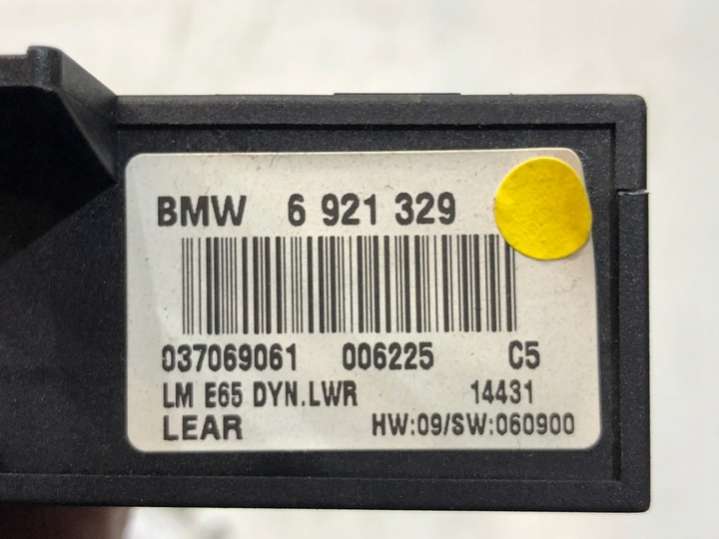 BMW 6 921 329
037069061 006225 C5
LM E65 DYN.LWR 14431
LEAR HW:09/SW:060900